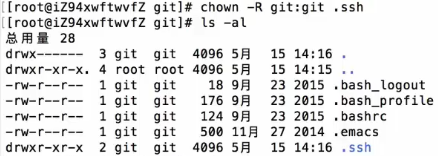 [[root@iZ94xwftwvfZ git]# chown -R git:git .ssh
[[root@iZ94xwftwvfZ git]# ls -al
总用量 28
drwx------  3 git  git  4096 5月   15 14:16 .
drwxr-xr-x. 4 root root 4096 5月   15 14:15 ..
-rw-r--r--  1 git  git    18 9月   23 2015 .bash_logout
-rw-r--r--  1 git  git   176 9月   23 2015 .bash_profile
-rw-r--r--  1 git  git   124 9月   23 2015 .bashrc
-rw-r--r--  1 git  git   500 11月  27 2014 .emacs
drwxr-xr-x  2 git  git  4096 5月   15 14:16 .ssh